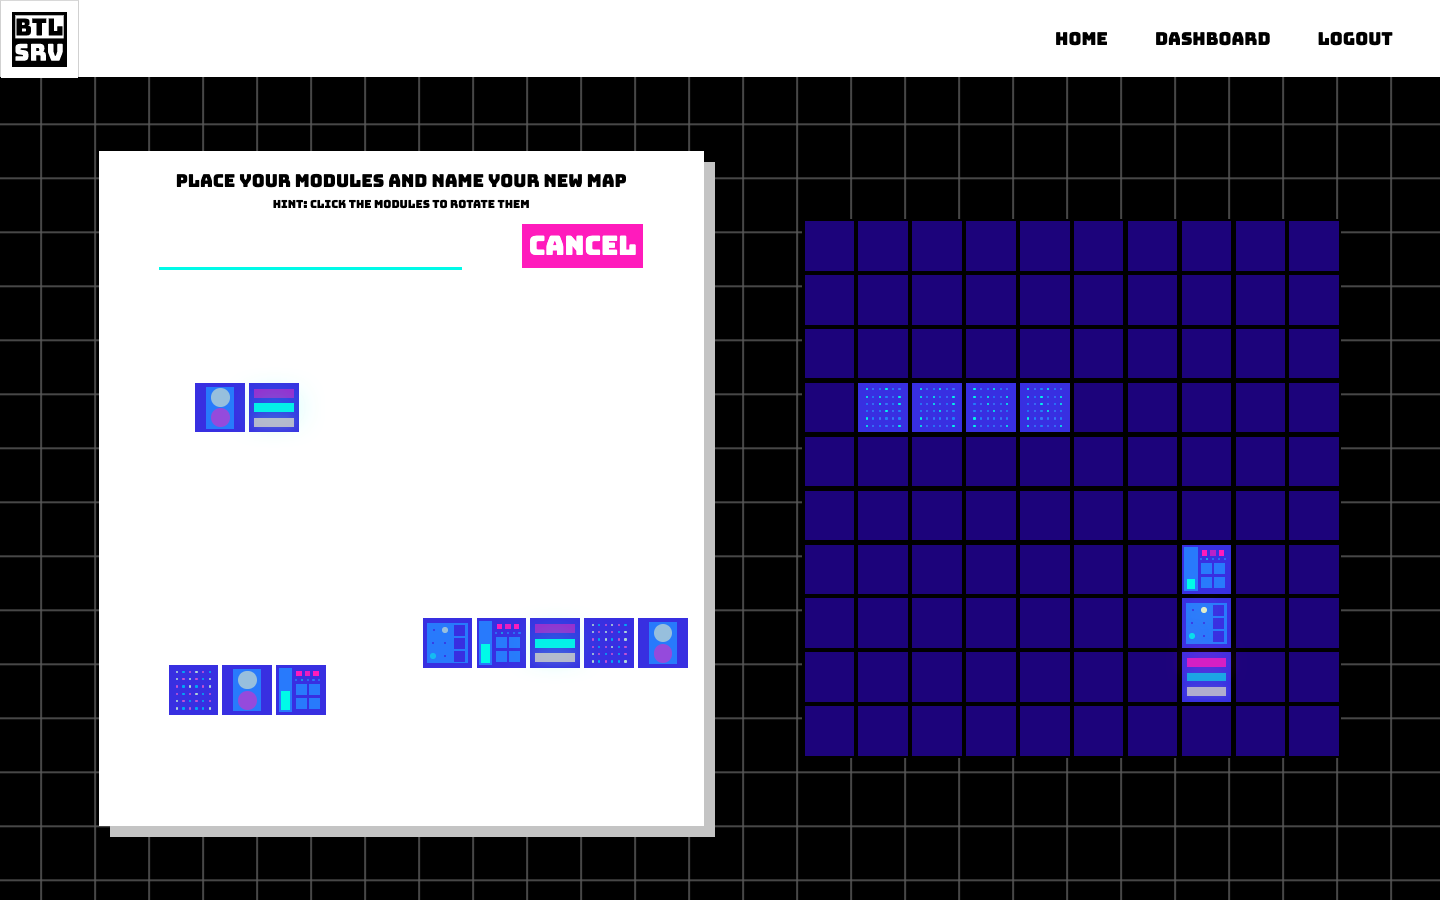 BTL
SRV
HOME
DASHBOARD
LOGOUT
PLACE YOUR MODULES AND NAME YOUR NEW MAP
HINT: CLICK THE MODULES TO ROTATE THEM
CANCEL